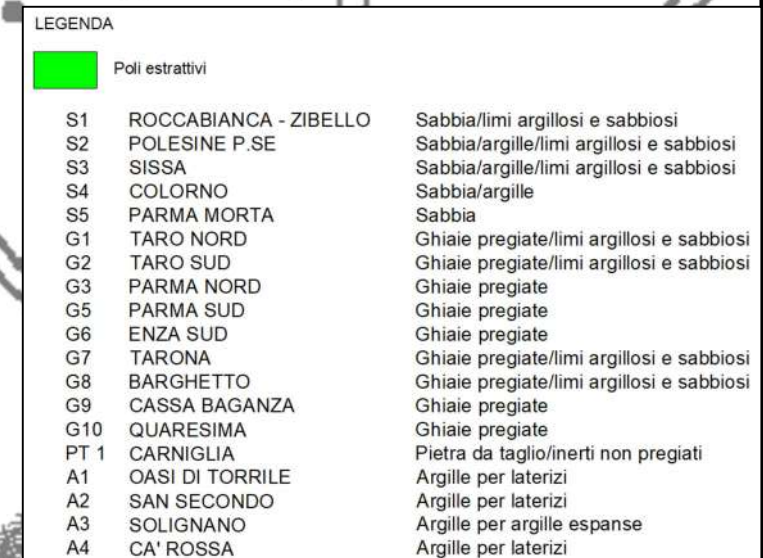 LEGENDA
Poli estrattivi
S1 ROCCABIANCA - ZIBELLO Sabbia/limi argillosi e sabbiosi
S2 POLESINE P.SE Sabbia/argille/limi argillosi e sabbiosi
S3 SISSA Sabbia/argille/limi argillosi e sabbiosi
S4 COLORNO Sabbia/argille
S5 PARMA MORTA Sabbia
G1 TARO NORD Ghiaie pregiate/limi argillosi e sabbiosi
G2 TARO SUD Ghiaie pregiate/limi argillosi e sabbiosi
G3 PARMA NORD Ghiaie pregiate
G5 PARMA SUD Ghiaie pregiate
G6 ENZA SUD Ghiaie pregiate
G7 TARONA Ghiaie pregiate/limi argillosi e sabbiosi
G8 BARGHETTO Ghiaie pregiate/limi argillosi e sabbiosi
G9 CASSA BAGANZA Ghiaie pregiate
G10 QUARESIMA Ghiaie pregiate
PT 1 CARNIGLIA Pietra da taglio/inerti non pregiati
A1 OASI DI TORRILE Argille per laterizi
A2 SAN SECONDO Argille per laterizi
A3 SOLIGNANO Argille per argille espanse
A4 CA' ROSSA Argille per laterizi